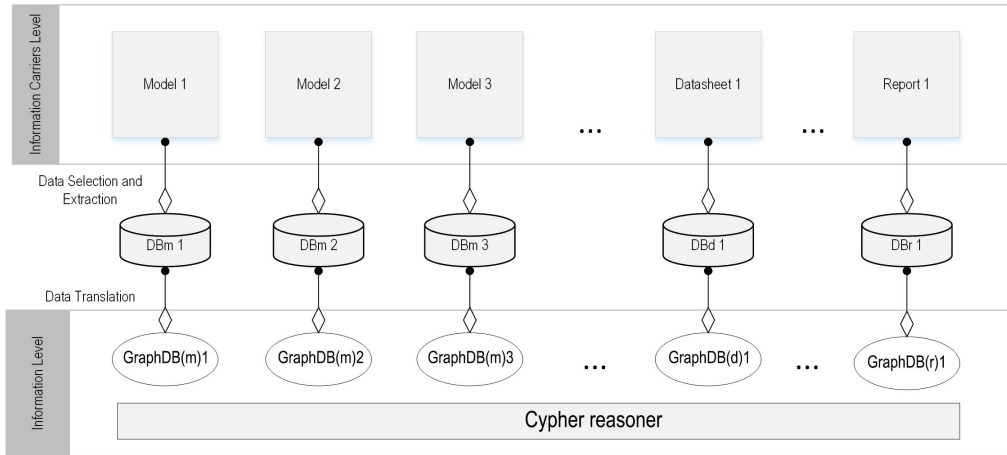 Information Carriers Level
Model 1
Model 2
Model 3
...
Datasheet 1
...
Report 1
Data Selection and
Extraction
DBm 1
DBm 2
DBm 3
DBd 1
DBr 1
Data Translation
Information Level
GraphDB(m)1
GraphDB(m)2
GraphDB(m)3
...
GraphDB(d)1
...
GraphDB(r)1
Cypher reasoner